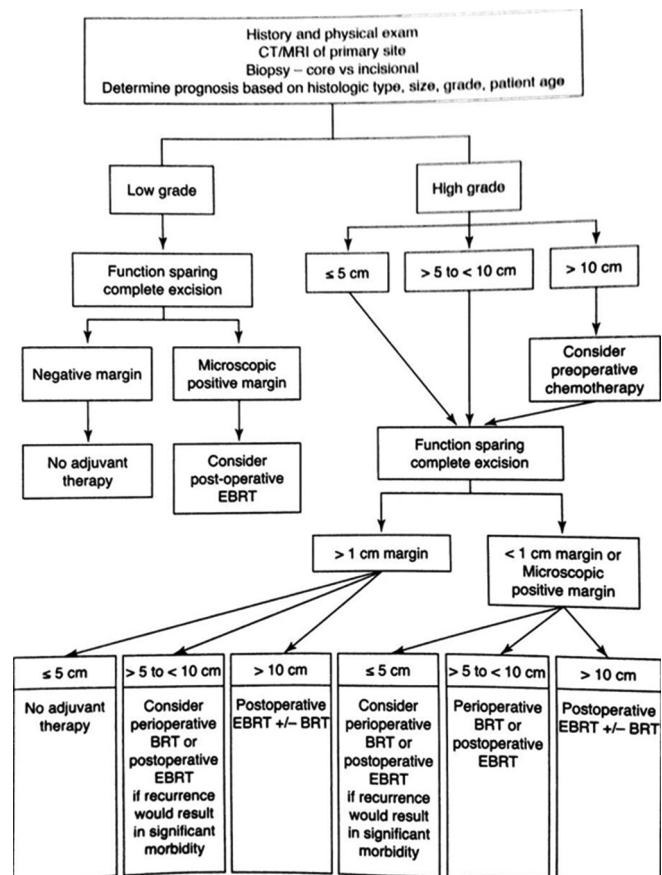 History and physical exam
CT/MRI of primary site
Biopsy – core vs incisional
Determine prognosis based on histologic type, size, grade, patient age
Low grade
High grade
≤ 5 cm
> 5 to < 10 cm
> 10 cm
Function sparing
complete excision
Negative margin
Microscopic
positive margin
Consider
preoperative
chemotherapy
No adjuvant
therapy
Consider
post-operative
EBRT
Function sparing
complete excision
> 1 cm margin
< 1 cm margin or
Microscopic
positive margin
≤ 5 cm
No adjuvant
therapy
> 5 to < 10 cm
Consider
perioperative
BRT or
postoperative
EBRT
if recurrence
would result
in significant
morbidity
> 10 cm
Postoperative
EBRT +/– BRT
≤ 5 cm
Consider
perioperative
BRT or
postoperative
EBRT
if recurrence
would result
in significant
morbidity
> 5 to < 10 cm
Perioperative
BRT or
postoperative
EBRT
> 10 cm
Postoperative
EBRT +/– BRT